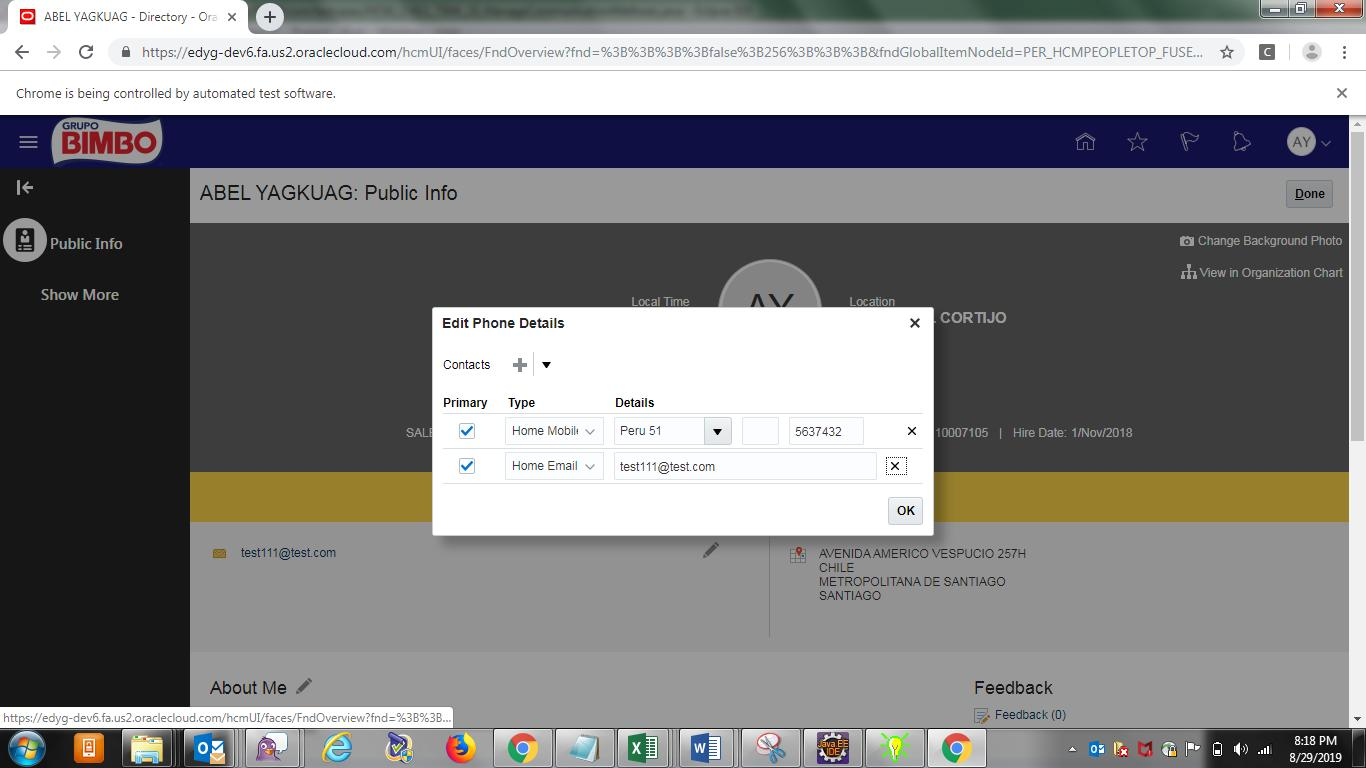 ABEL YAGKUAG - Directory - Ora
https://edyg-dev6.fa.us2.oraclecloud.com/hcmUI/faces/FndOverview?fnd=%3B%3B%3B%3Bfalse%3B256%3B%3B%3B&fndGlobalItemNodeId=PER_HCMPEOPLETOP_FUSE...
C
Chrome is being controlled by automated test software.
GRUPO
BIMBO
AY
ABEL YAGKUAG: Public Info
Done
Public Info
Show More
Change Background Photo
View in Organization Chart
Local Time
AY
Location
CORTIJO
Edit Phone Details
Contacts
Primary Type Details
Home Mobile Peru 51 5637432
Home Email test111@test.com
OK
10007105 | Hire Date: 1/Nov/2018
test111@test.com
AVENIDA AMERICO VESPUCIO 257H
CHILE
METROPOLITANA DE SANTIAGO
SANTIAGO
About Me
Feedback
Feedback (0)
https://edyg-dev6.fa.us2.oraclecloud.com/hcmUI/faces/FndOverview?fnd=%3B%3B...
Java EE
IDE
8:18 PM
8/29/2019